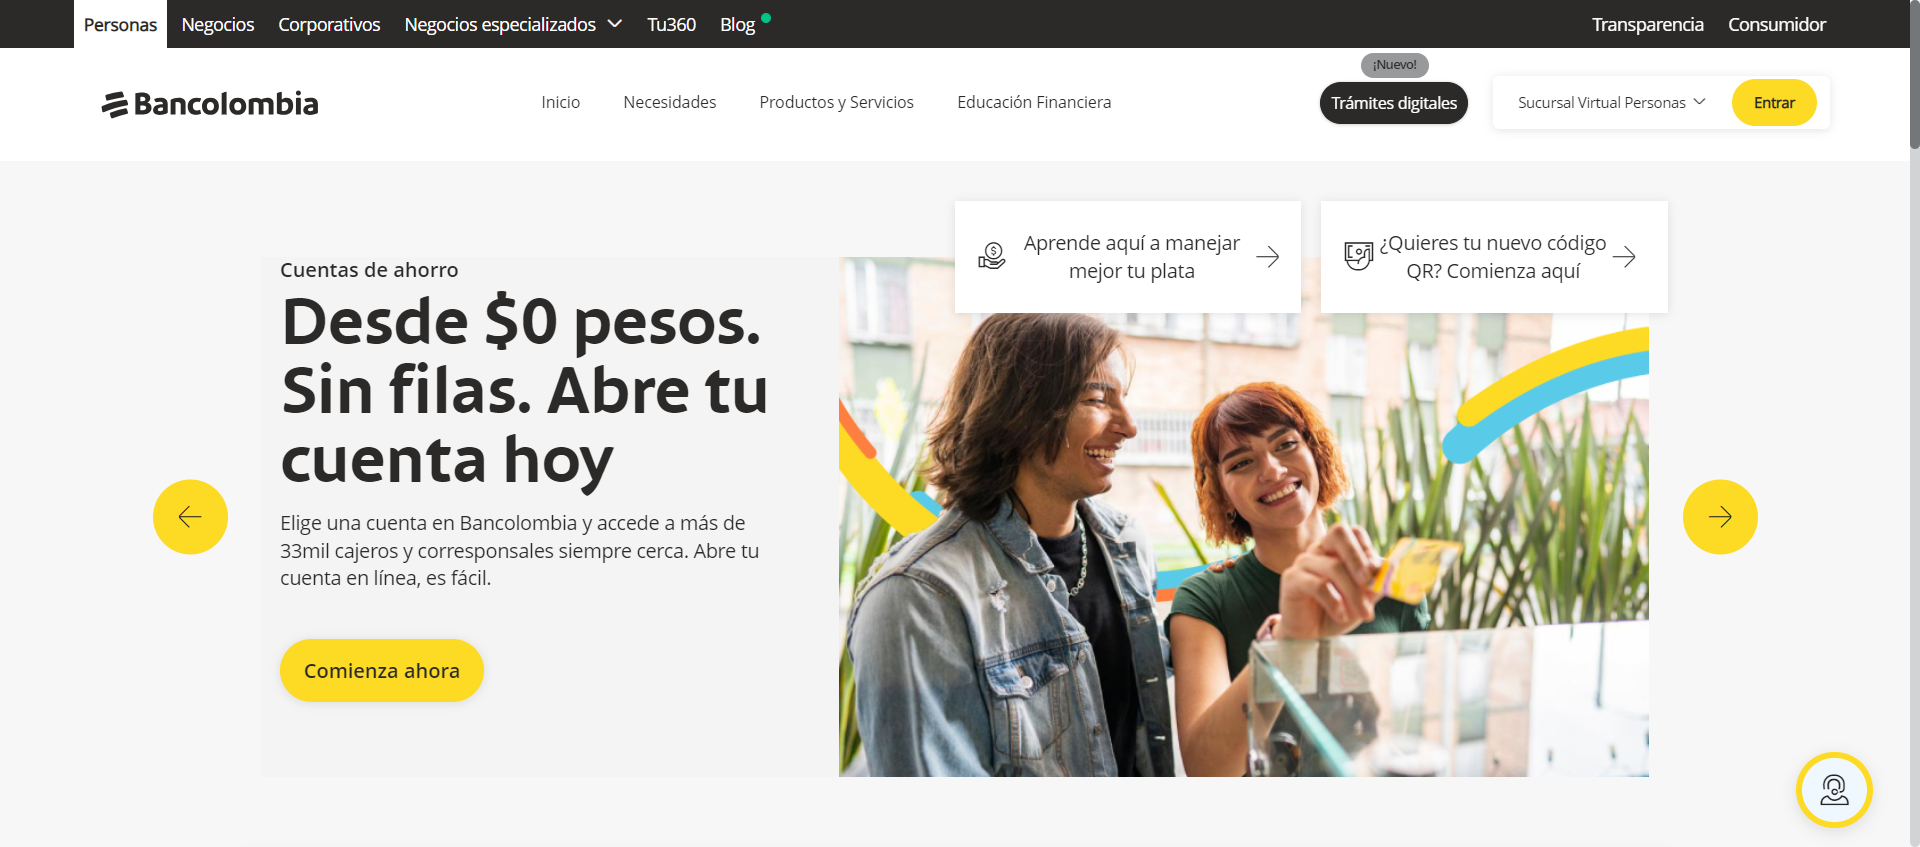 Personas
Negocios
Corporativos
Negocios especializados
Tu360
Blog
Transparencia
Consumidor
Bancolombia
Inicio
Necesidades
Productos y Servicios
Educación Financiera
¡Nuevo!
Trámites digitales
Sucursal Virtual Personas
Entrar
Aprende aquí a manejar
mejor tu plata
¿Quieres tu nuevo código
QR? Comienza aquí
Cuentas de ahorro
Desde $0 pesos.
Sin filas. Abre tu
cuenta hoy
Elige una cuenta en Bancolombia y accede a más de
33mil cajeros y corresponsales siempre cerca. Abre tu
cuenta en línea, es fácil.
Comienza ahora